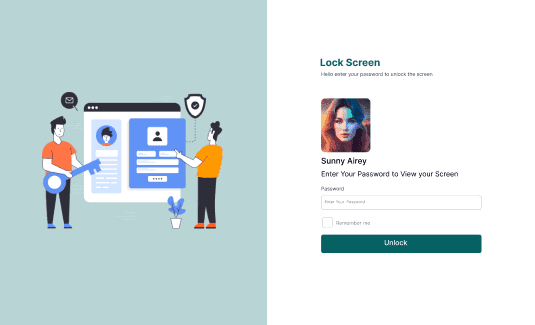 Lock Screen
Hello enter your password to unlock the screen
Sunny Airey
Enter Your Password to View your Screen
Password
Enter Your Password
Remember me
Unlock